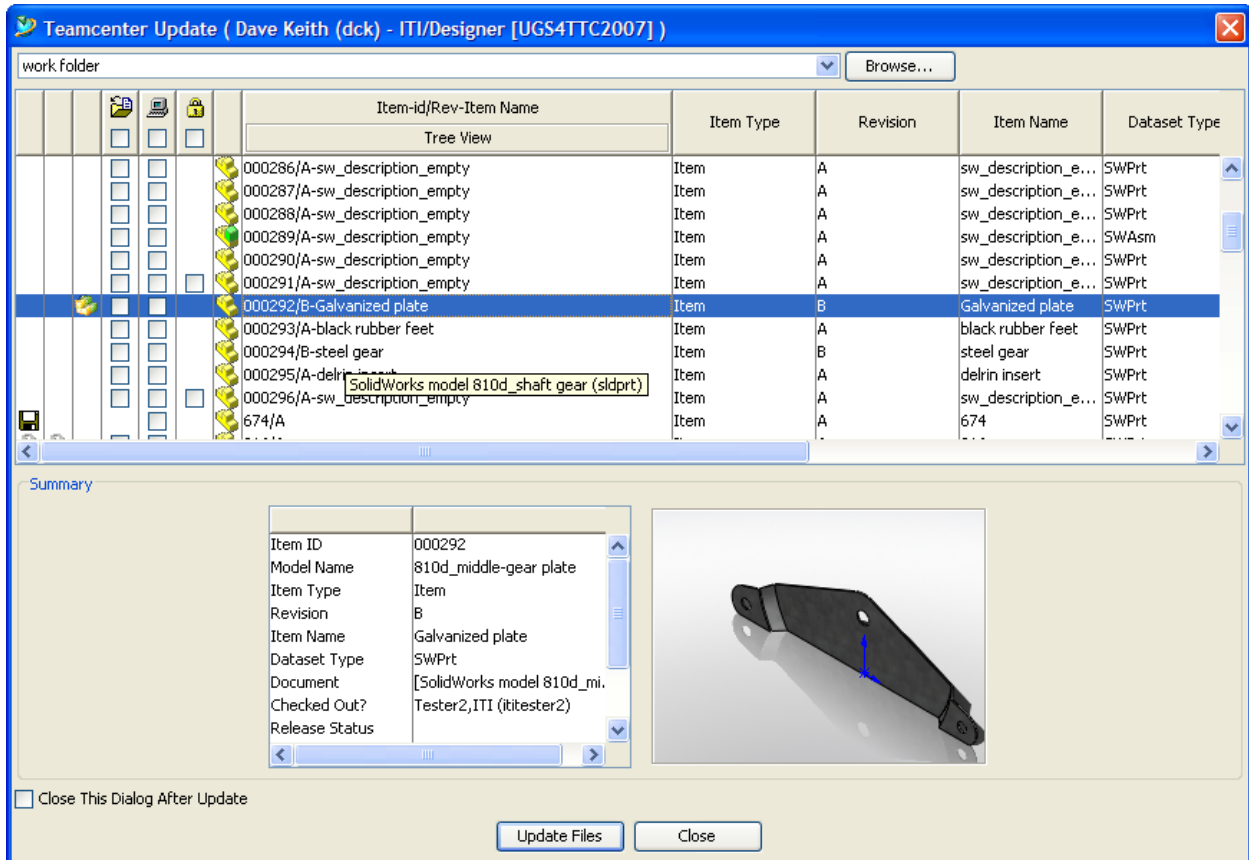 Teamcenter Update ( Dave Keith (dck) - ITI/Designer [UGS4TTC2007] )
work folder Browse...
Item-id/Rev-Item Name Item Type Revision Item Name Dataset Type
Tree View
000286/A-sw_description_empty Item A sw_description_e... SWPrt
000287/A-sw_description_empty Item A sw_description_e... SWPrt
000288/A-sw_description_empty Item A sw_description_e... SWPrt
000289/A-sw_description_empty Item A sw_description_e... SWAsm
000290/A-sw_description_empty Item A sw_description_e... SWPrt
000291/A-sw_description_empty Item A sw_description_e... SWPrt
000292/B-Galvanized plate Item B Galvanized plate SWPrt
000293/A-black rubber feet Item A black rubber feet SWPrt
000294/B-steel gear Item B steel gear SWPrt
000295/A-delrin insert Item A delrin insert SWPrt
SolidWorks model 810d_shaft gear (sldprt)
000296/A-sw_description_empty Item A sw_description_e... SWPrt
674/A Item A 674 SWPrt
Summary
Item ID 000292
Model Name 810d_middle-gear plate
Item Type Item
Revision B
Item Name Galvanized plate
Dataset Type SWPrt
Document [SolidWorks model 810d_mi.
Checked Out? Tester2,ITI (ititester2)
Release Status
Close This Dialog After Update
Update Files Close